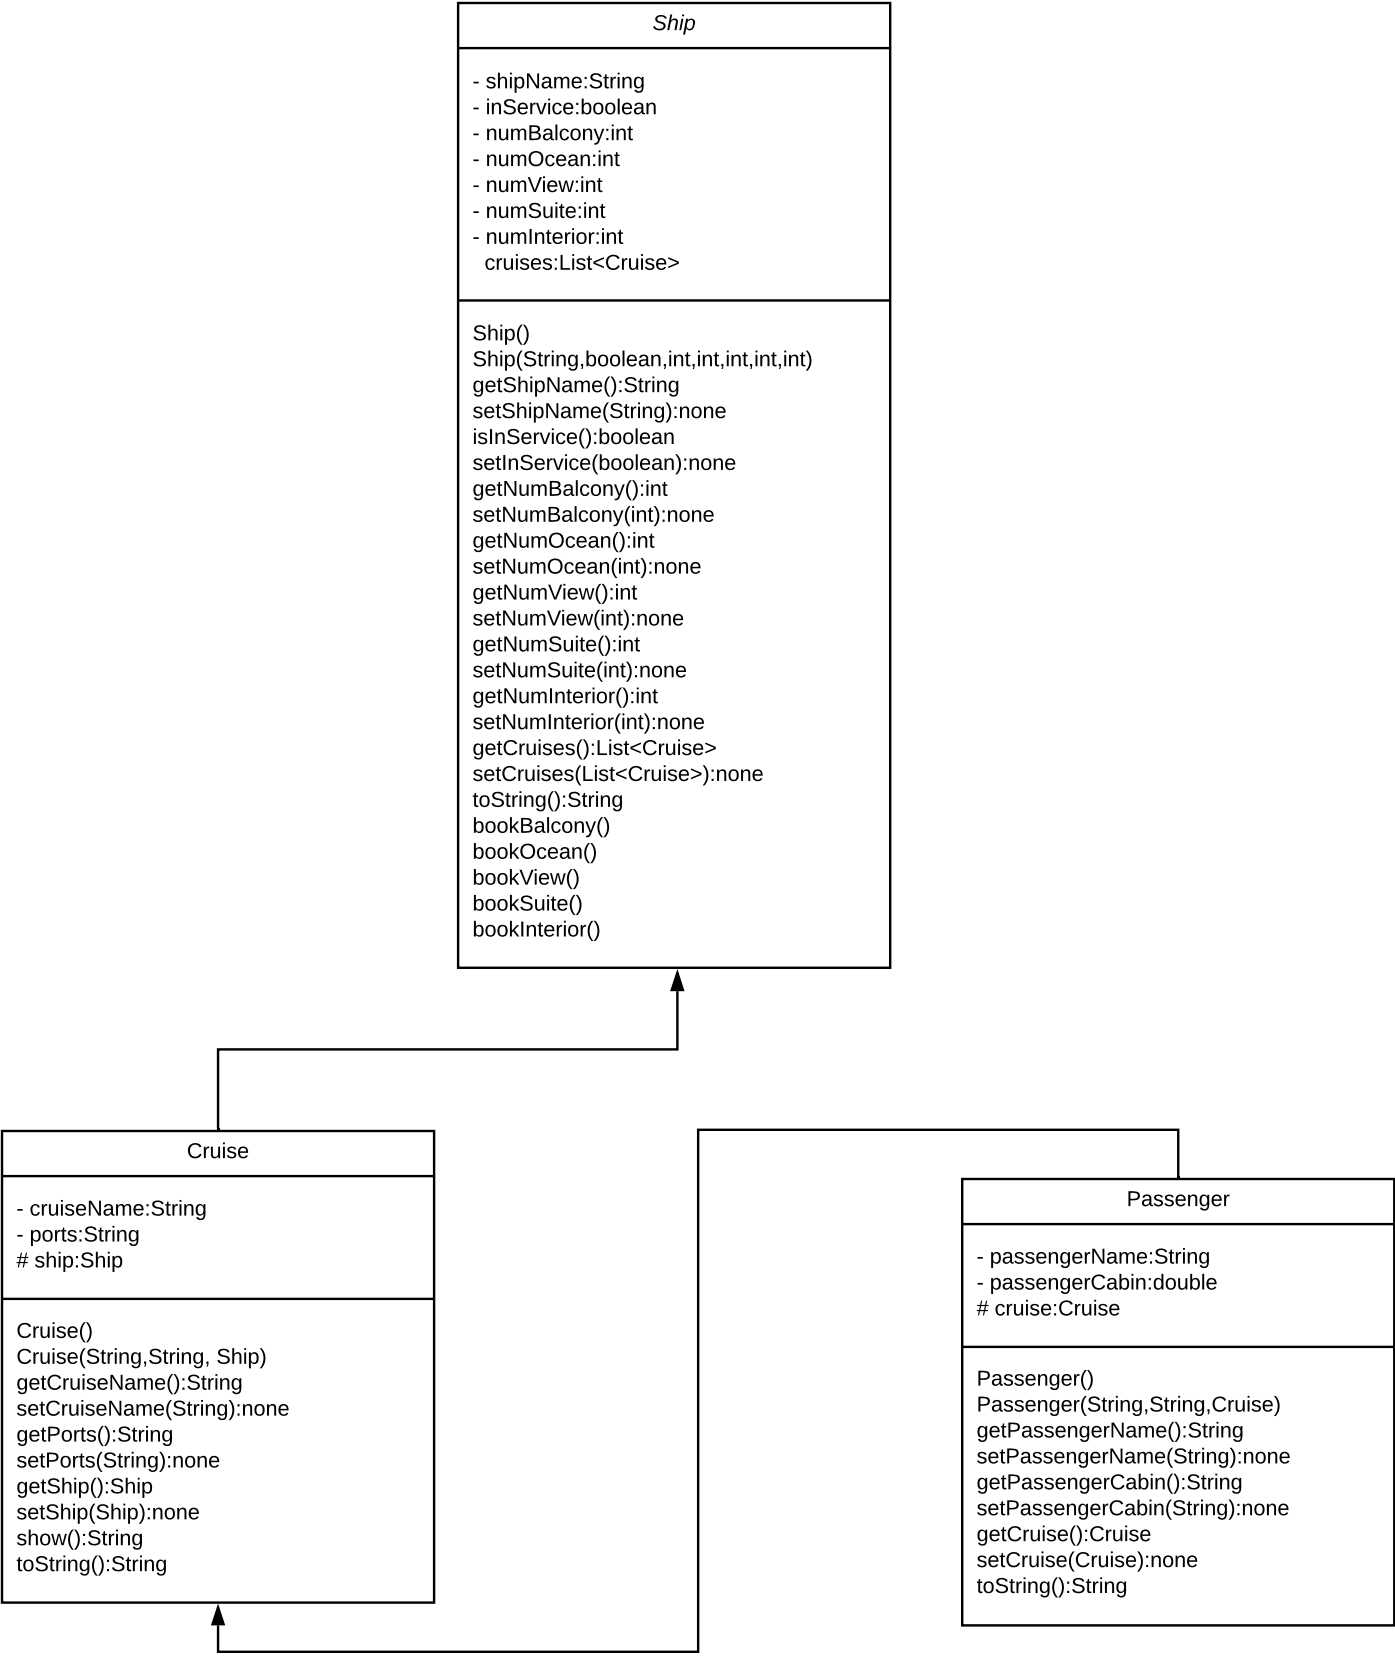 Ship
- shipName:String
- inService:boolean
- numBalcony:int
- numOcean:int
- numView:int
- numSuite:int
- numInterior:int
cruises:List<Cruise>
Ship()
Ship(String,boolean,int,int,int,int,int)
getShipName():String
setShipName(String):none
isInService():boolean
setInService(boolean):none
getNumBalcony():int
setNumBalcony(int):none
getNumOcean():int
setNumOcean(int):none
getNumView():int
setNumView(int):none
getNumSuite():int
setNumSuite(int):none
getNumInterior():int
setNumInterior(int):none
getCruises():List<Cruise>
setCruises(List<Cruise>):none
toString():String
bookBalcony()
bookOcean()
bookView()
bookSuite()
bookInterior()
Cruise
- cruiseName:String
- ports:String
# ship:Ship
Cruise()
Cruise(String,String, Ship)
getCruiseName():String
setCruiseName(String):none
getPorts():String
setPorts(String):none
getShip():Ship
setShip(Ship):none
show():String
toString():String
Passenger
- passengerName:String
- passengerCabin:double
# cruise:Cruise
Passenger()
Passenger(String,String,Cruise)
getPassengerName():String
setPassengerName(String):none
getPassengerCabin():String
setPassengerCabin(String):none
getCruise():Cruise
setCruise(Cruise):none
toString():String